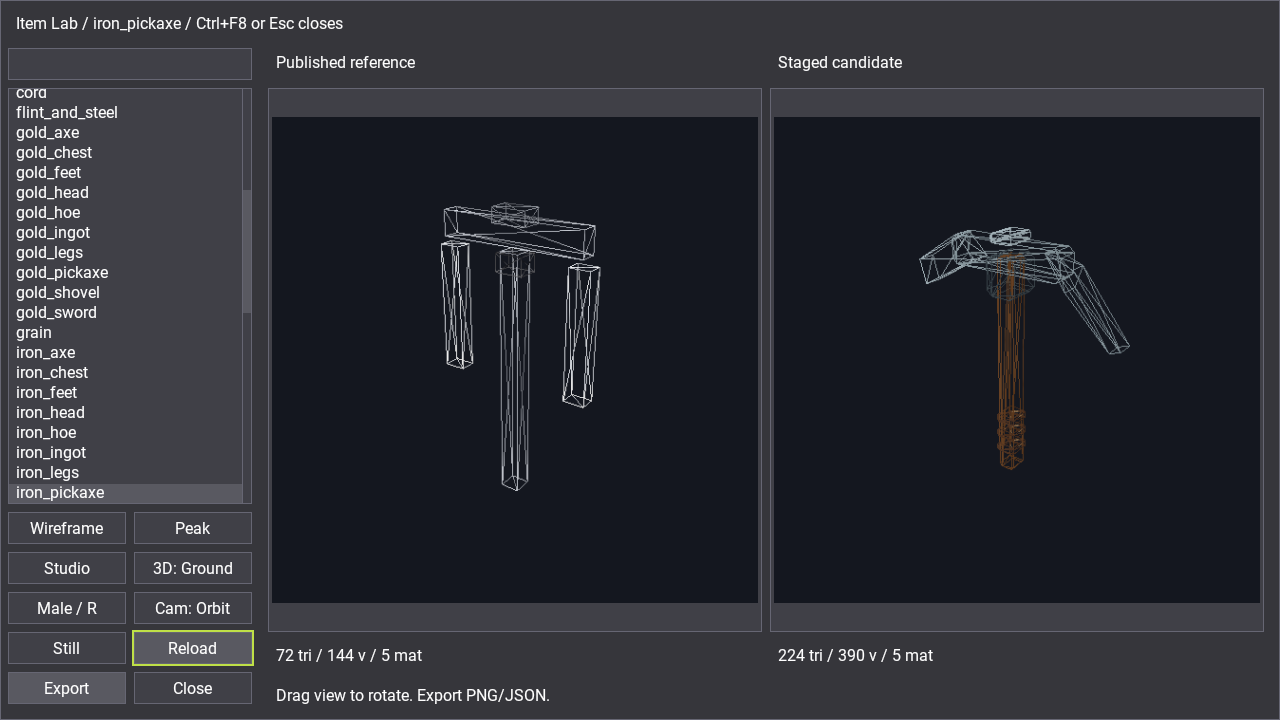 Item Lab / iron_pickaxe / Ctrl+F8 or Esc closes
Published reference
Staged candidate
cord
flint_and_steel
gold_axe
gold_chest
gold_feet
gold_head
gold_hoe
gold_ingot
gold_legs
gold_pickaxe
gold_shovel
gold_sword
grain
iron_axe
iron_chest
iron_feet
iron_head
iron_hoe
iron_ingot
iron_legs
iron_pickaxe
Wireframe
Peak
Studio
3D: Ground
Male / R
Cam: Orbit
Still
Reload
Export
Close
72 tri / 144 v / 5 mat
224 tri / 390 v / 5 mat
Drag view to rotate. Export PNG/JSON.